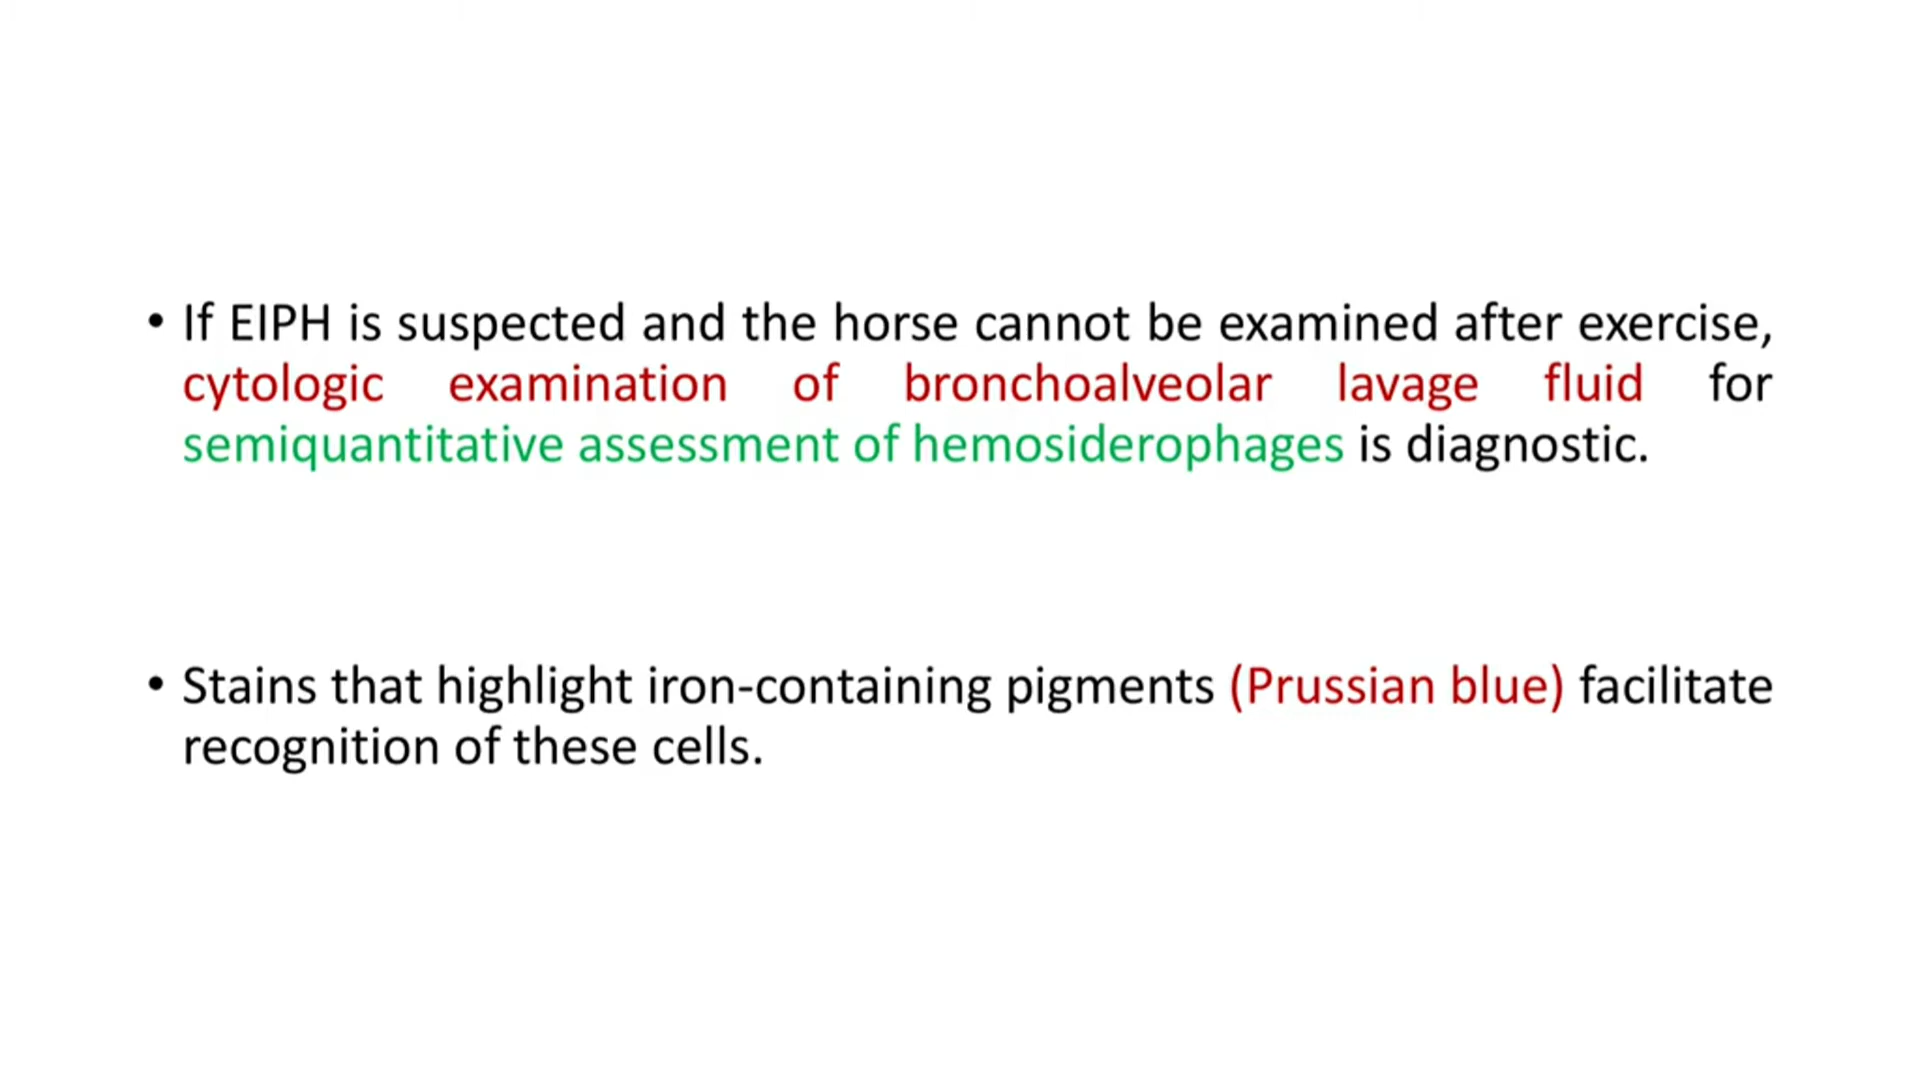 • If EIPH is suspected and the horse cannot be examined after exercise,
cytologic examination of bronchoalveolar lavage fluid for
semiquantitative assessment of hemosiderophages is diagnostic.
• Stains that highlight iron-containing pigments (Prussian blue) facilitate
recognition of these cells.